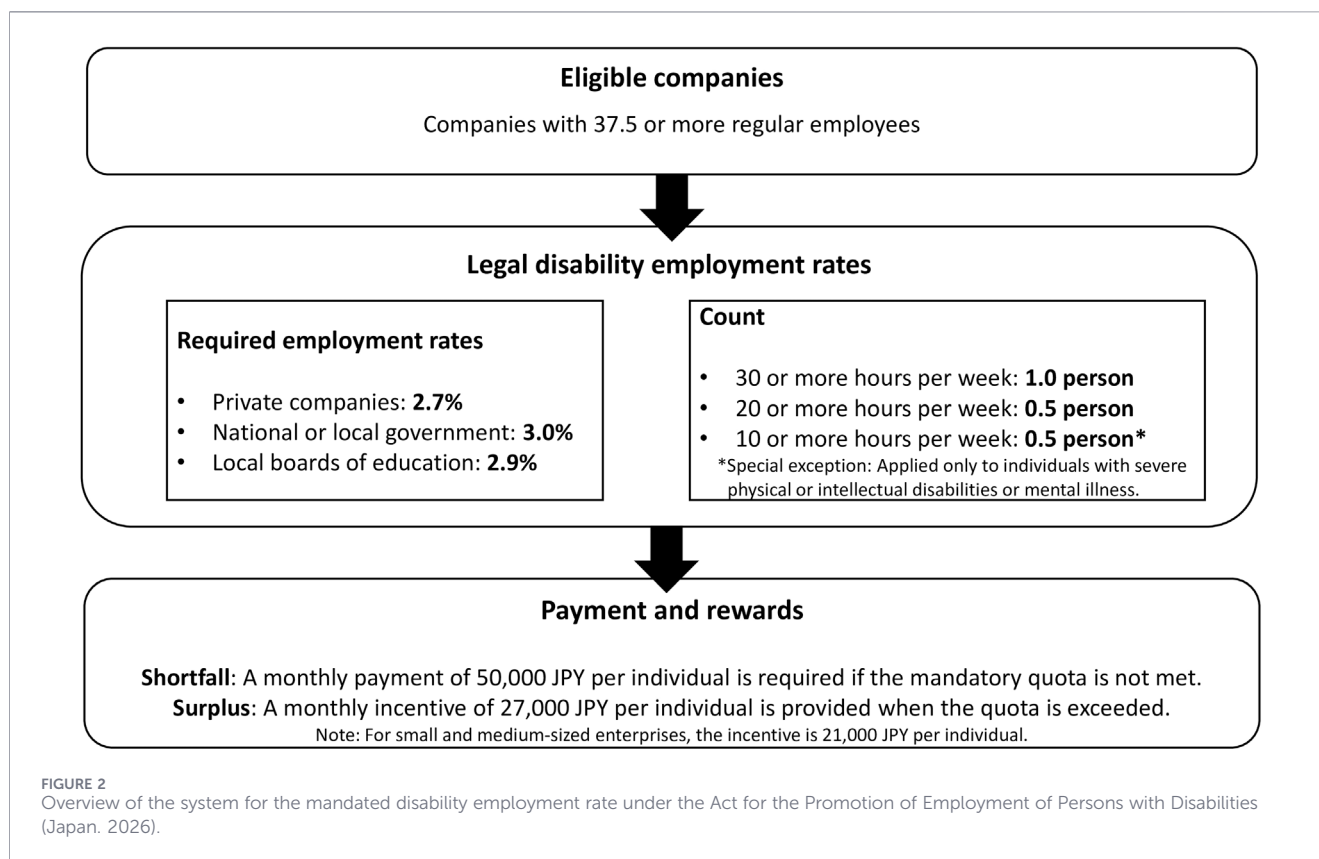 Eligible companies
Companies with 37.5 or more regular employees
Legal disability employment rates
Required employment rates
• Private companies: 2.7%
• National or local government: 3.0%
• Local boards of education: 2.9%
Count
• 30 or more hours per week: 1.0 person
• 20 or more hours per week: 0.5 person
• 10 or more hours per week: 0.5 person*
*Special exception: Applied only to individuals with severe
physical or intellectual disabilities or mental illness.
Payment and rewards
Shortfall: A monthly payment of 50,000 JPY per individual is required if the mandatory quota is not met.
Surplus: A monthly incentive of 27,000 JPY per individual is provided when the quota is exceeded.
Note: For small and medium-sized enterprises, the incentive is 21,000 JPY per individual.
FIGURE 2
Overview of the system for the mandated disability employment rate under the Act for the Promotion of Employment of Persons with Disabilities
(Japan. 2026).